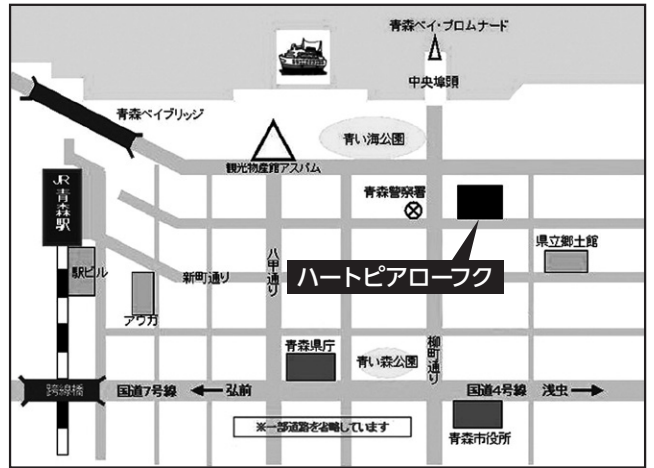 青森ベイ・プロムナード
中央埠頭
青森ベイブリッジ
青い海公園
観光物産館アスパム
JR青森駅
青森警察署
県立郷土館
駅ビル
新町通り
八甲通り
ハートピアローフク
アウガ
柳町通り
青森県庁
青い森公園
跨線橋
国道7号線 ← 弘前
国道4号線 浅虫 →
※一部道路を省略しています
青森市役所